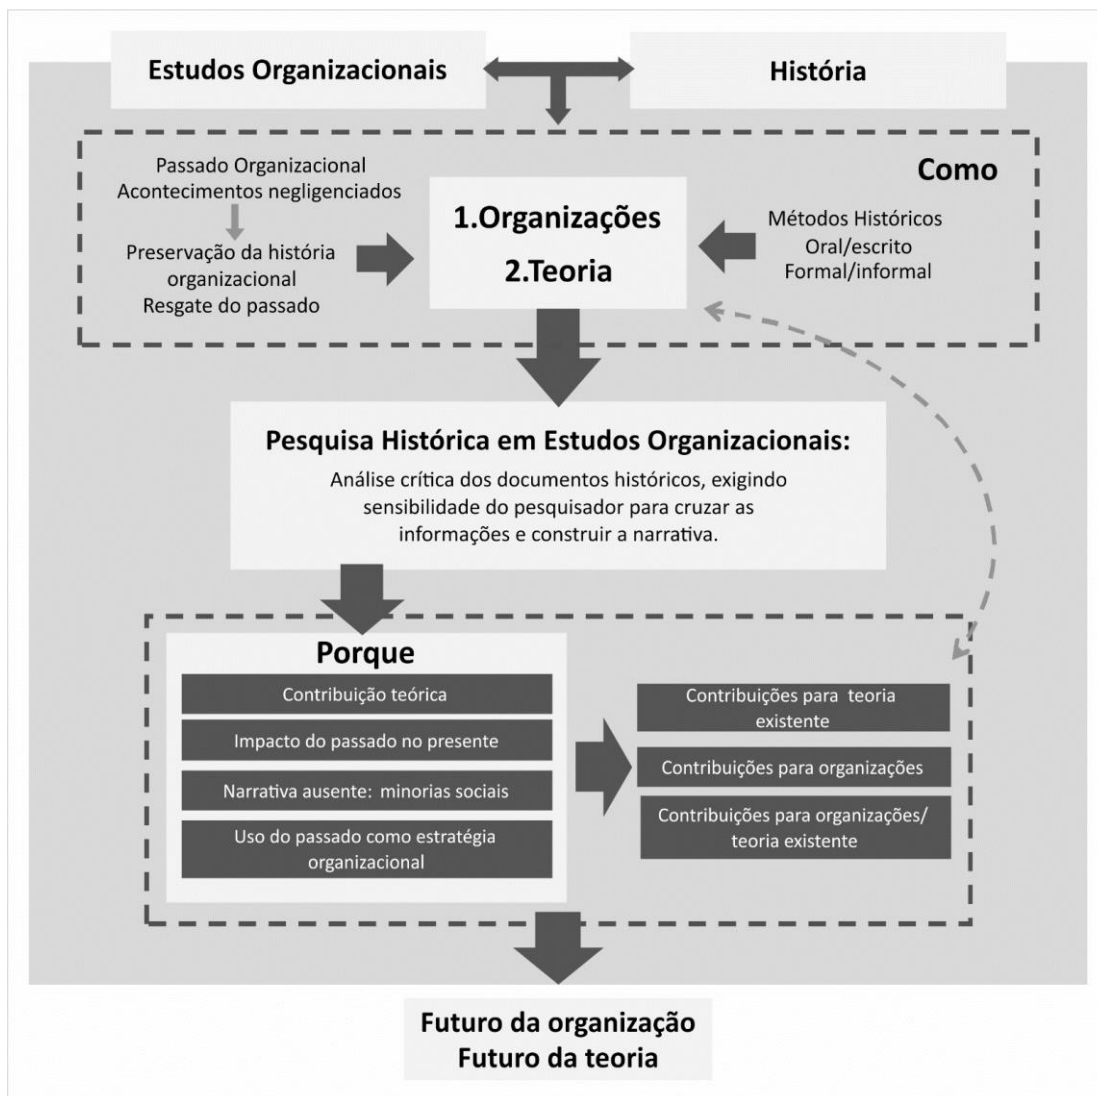 Estudos Organizacionais
História
Como
Passado Organizacional
Acontecimentos negligenciados
Preservação da história
organizacional
Resgate do passado
1.Organizações
2.Teoria
Métodos Históricos
Oral/escrito
Formal/informal
Pesquisa Histórica em Estudos Organizacionais:
Análise crítica dos documentos históricos, exigindo
sensibilidade do pesquisador para cruzar as
informações e construir a narrativa.
Porque
Contribuição teórica
Impacto do passado no presente
Narrativa ausente: minorias sociais
Uso do passado como estratégia
organizacional
Contribuições para teoria
existente
Contribuições para organizações
Contribuições para organizações/
teoria existente
Futuro da organização
Futuro da teoria